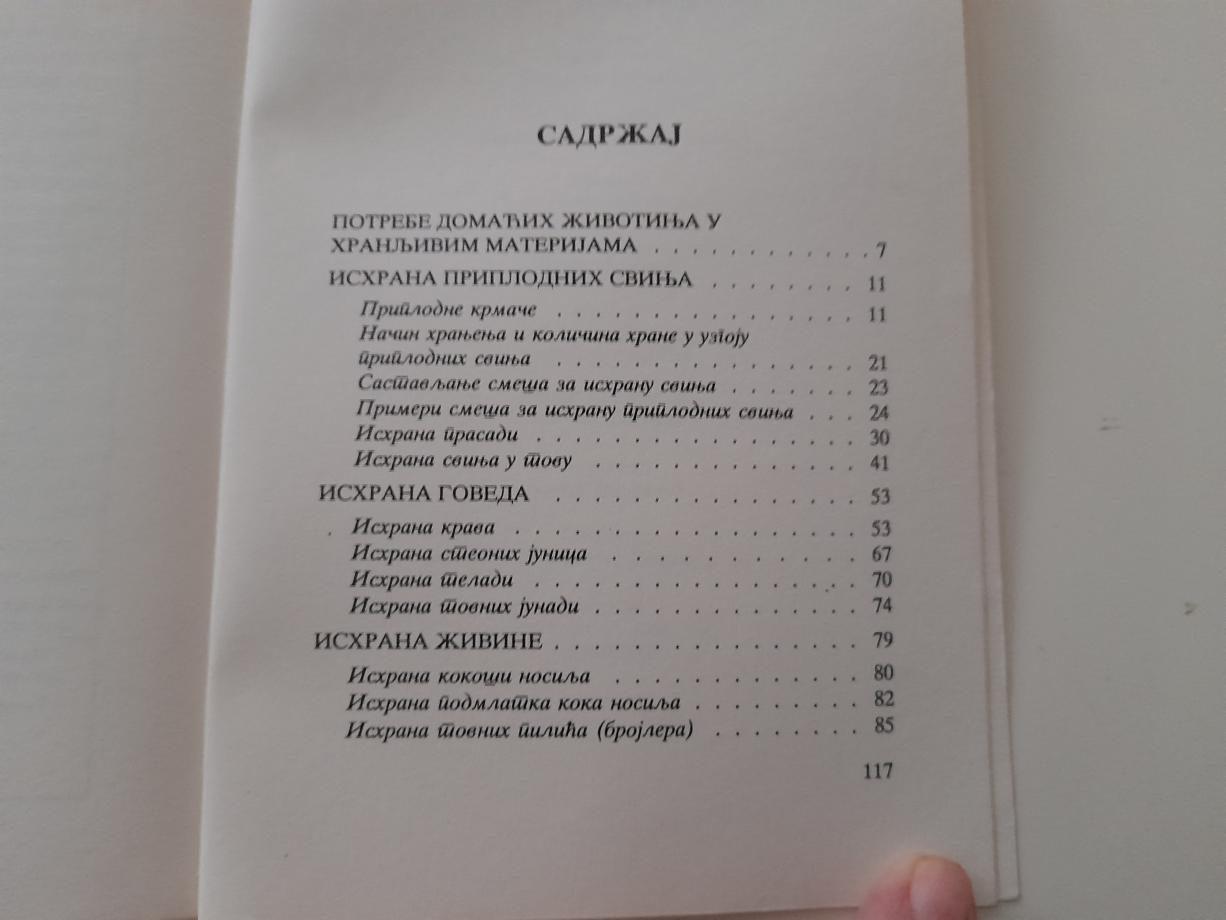 САДРЖАЈ
ПОТРЕБЕ ДОМАЋИХ ЖИВОТИЊА У
ХРАНЉИВИМ МАТЕРИЈАМА . . . . . . . . . . . . 7
ИСХРАНА ПРИПЛОДНИХ СВИЊА . . . . . . . . 11
Приплодне крмаче . . . . . . . . . . . . . . . . 11
Начин храњења и количина хране у узгоју
приплодних свиња . . . . . . . . . . . . . . . . 21
Састављање смеша за исхрану свиња . . . . . . . 23
Примери смеша за исхрану приплодних свиња . . . 24
Исхрана прасади . . . . . . . . . . . . . . . . . 30
Исхрана свиња у тову . . . . . . . . . . . . . . 41
ИСХРАНА ГОВЕДА . . . . . . . . . . . . . . . . 53
Исхрана крава . . . . . . . . . . . . . . . . . . 53
Исхрана стеоних јуница . . . . . . . . . . . . . 67
Исхрана телади . . . . . . . . . . . . . . . . . 70
Исхрана товних јунади . . . . . . . . . . . . . . 74
ИСХРАНА ЖИВИНЕ . . . . . . . . . . . . . . . 79
Исхрана кокоши носиља . . . . . . . . . . . . . 80
Исхрана подмлатка кока носиља . . . . . . . . . 82
Исхрана товних пилића (бројлера) . . . . . . . . 85
117